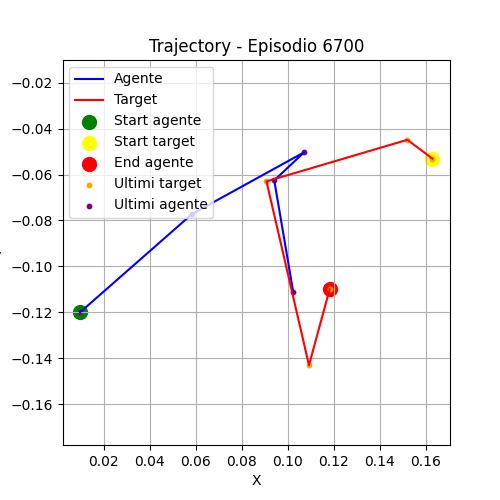 Trajectory - Episodio 6700
Agente
Target
Start agente
Start target
End agente
Ultimi target
Ultimi agente
−0.02
−0.04
−0.06
−0.08
−0.10
−0.12
−0.14
−0.16
0.02 0.04 0.06 0.08 0.10 0.12 0.14 0.16
X